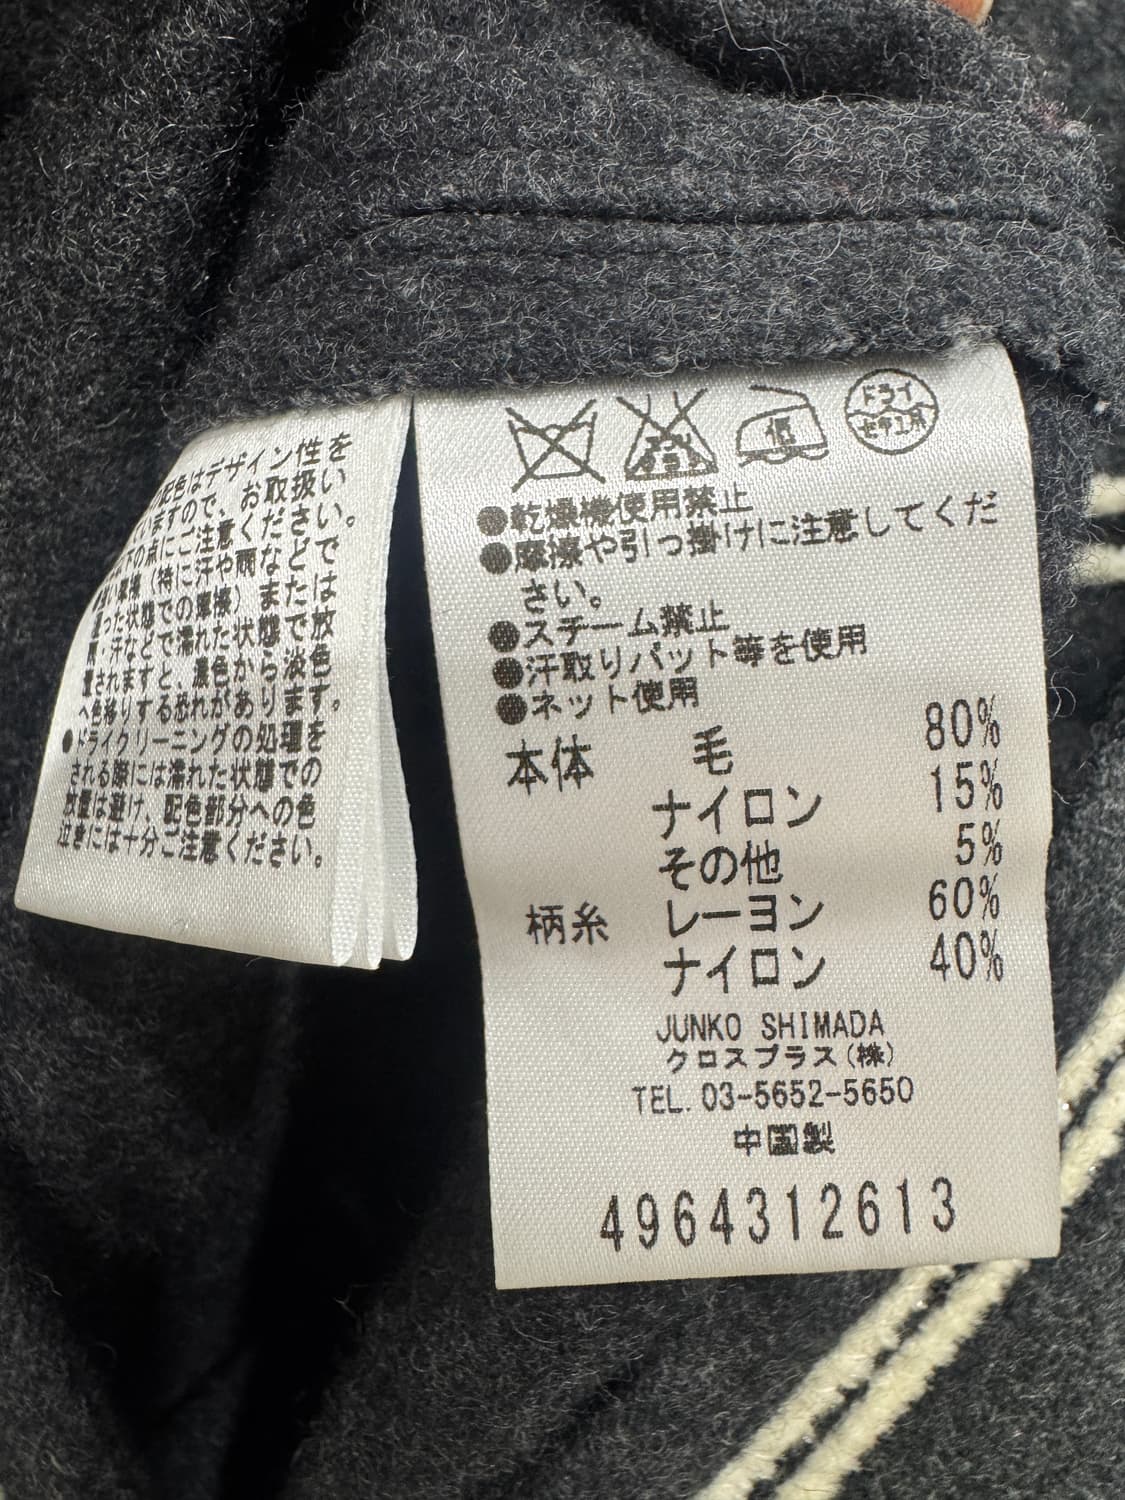 配色はデザイン性を
いますので、お取扱い
の点にご注意ください。
摩擦(特に汗や雨などで
湿った状態での摩擦)または
雨・汗などで濡れた状態で放
置されますと、濃色から淡色
へ色移りする恐れがあります。
●ドライクリーニングの処理を
される際には濡れた状態での
放置は避け、配色部分への色
泣きには十分ご注意ください。
低
ドライ
セキユ系
●乾燥機使用禁止
●摩擦や引っ掛けに注意してくだ
さい。
●スチーム禁止
●汗取りパット等を使用
●ネット使用
本体 毛 80%
ナイロン 15%
その他 5%
柄糸 レーヨン 60%
ナイロン 40%
JUNKO SHIMADA
クロスプラス(株)
TEL. 03-5652-5650
中国製
4964312613